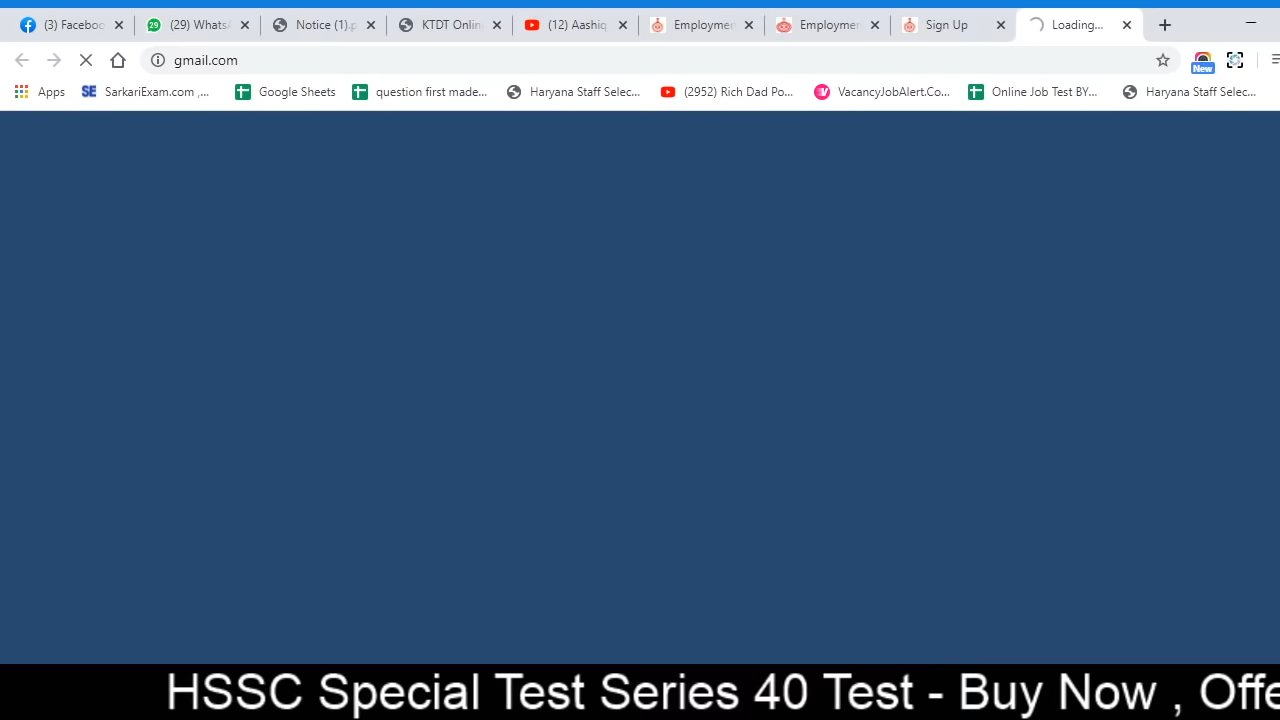 (3) Faceboo (29) Whats Notice (1).p KTDT Onlin (12) Aashiq Employmen Employmen Sign Up Loading...
gmail.com
New
Apps SarkariExam.com ,... Google Sheets question first made... Haryana Staff Selec... (2952) Rich Dad Po... VacancyJobAlert.Co... Online Job Test BY... Haryana Staff Selec...
HSSC Special Test Series 40 Test - Buy Now , Offe